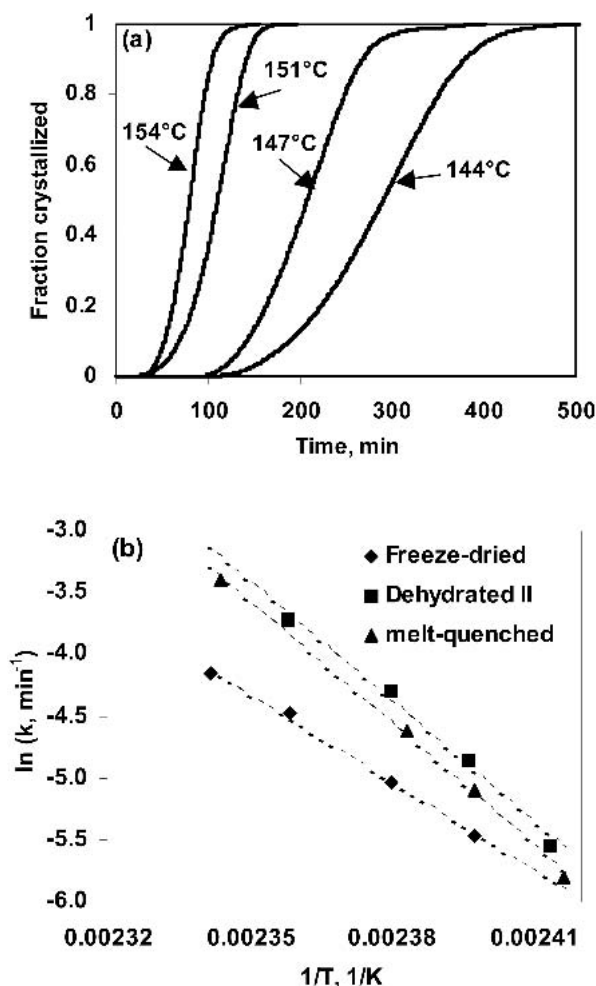 (a)
1
0.8
0.6
0.4
0.2
0
Fraction crystallized
154°C
151°C
147°C
144°C
0 100 200 300 400 500
Time, min
(b)
-3.0
-3.5
-4.0
-4.5
-5.0
-5.5
-6.0
ln (k, min-1)
Freeze-dried
Dehydrated II
melt-quenched
0.00232 0.00235 0.00238 0.00241
1/T, 1/K